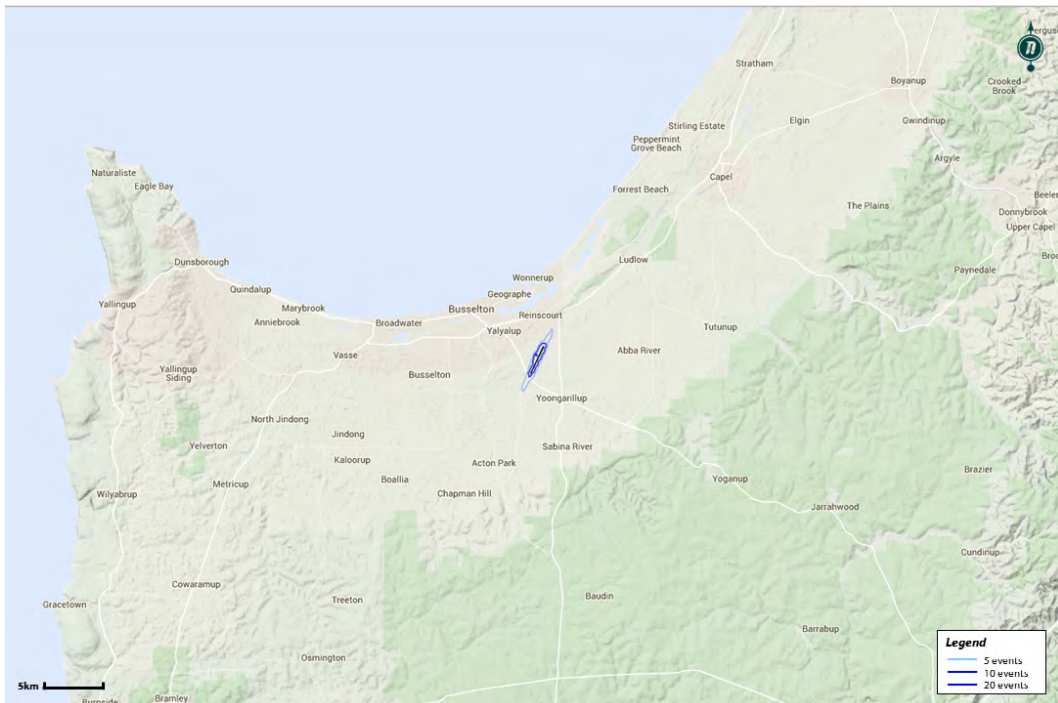 Stratham
Fergus
Boyanup
Crooked
Brook
Elgin
Gwindinup
Stirling Estate
Peppermint
Grove Beach
Argyle
Naturaliste
Capel
Eagle Bay
Forrest Beach
Beeler
The Plains
Donnybrook
Upper Capel
Dunsborough
Ludlow
Broo
Paynedale
Wonnerup
Quindalup
Geographe
Yallingup
Marybrook
Busselton
Reinscourt
Anniebrook
Broadwater
Yalyalup
Tutunup
Vasse
Abba River
Yallingup
Siding
Busselton
Yoongarillup
North Jindong
Jindong
Yelverton
Sabina River
Kaloorup
Acton Park
Brazier
Boallia
Yoganup
Metricup
Wilyabrup
Chapman Hill
Jarrahwood
Cundinup
Cowaramup
Baudin
Treeton
Gracetown
Barrabup
Osmington
Bramley
Burnside
5km
Legend
5 events
10 events
20 events